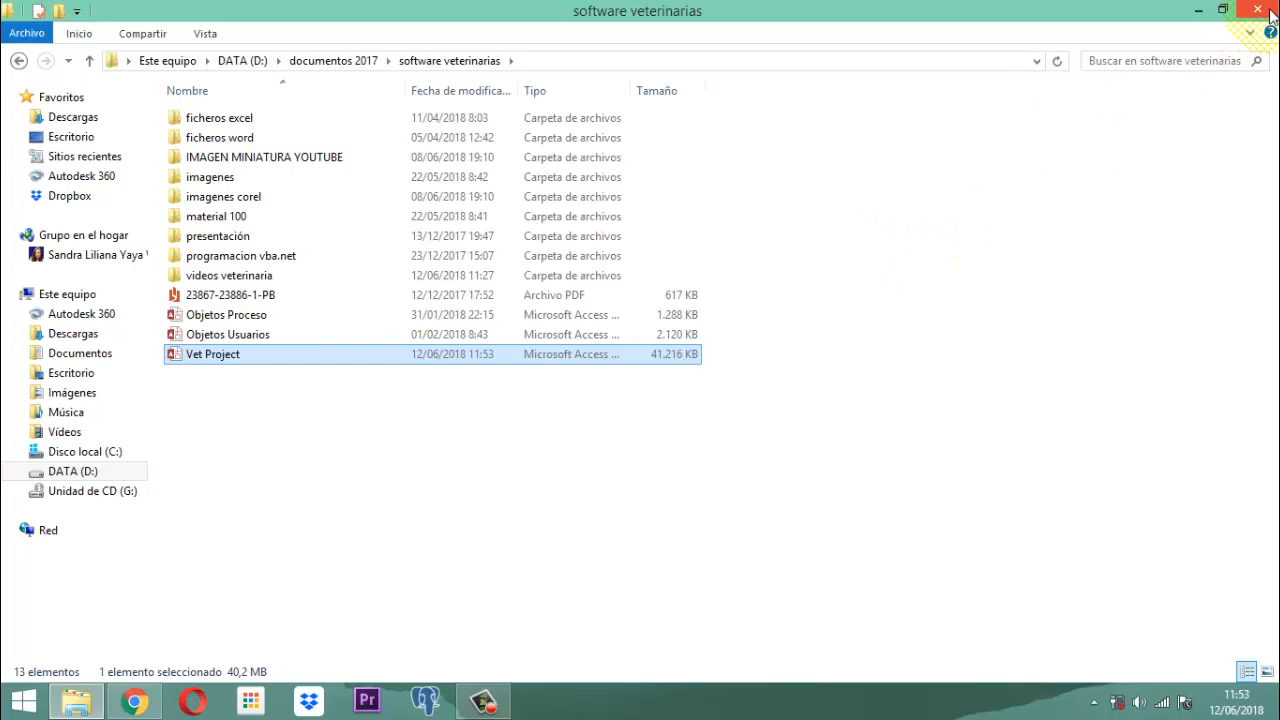 software veterinarias
Archivo Inicio Compartir Vista
Este equipo DATA (D:) documentos 2017 software veterinarias
Buscar en software veterinarias
Nombre Fecha de modifica... Tipo Tamaño
ficheros excel 11/04/2018 8:03 Carpeta de archivos
ficheros word 05/04/2018 12:42 Carpeta de archivos
IMAGEN MINIATURA YOUTUBE 08/06/2018 19:10 Carpeta de archivos
imagenes 22/05/2018 8:42 Carpeta de archivos
imagenes corel 08/06/2018 19:10 Carpeta de archivos
material 100 22/05/2018 8:41 Carpeta de archivos
presentación 13/12/2017 19:47 Carpeta de archivos
programacion vba.net 23/12/2017 15:07 Carpeta de archivos
videos veterinaria 12/06/2018 11:27 Carpeta de archivos
23867-23886-1-PB 12/12/2017 17:52 Archivo PDF 617 KB
Objetos Proceso 31/01/2018 22:15 Microsoft Access ... 1.288 KB
Objetos Usuarios 01/02/2018 8:43 Microsoft Access ... 2.120 KB
Vet Project 12/06/2018 11:53 Microsoft Access ... 41.216 KB
Favoritos
Descargas
Escritorio
Sitios recientes
Autodesk 360
Dropbox
Grupo en el hogar
Sandra Liliana Yaya
Este equipo
Autodesk 360
Descargas
Documentos
Escritorio
Imágenes
Música
Vídeos
Disco local (C:)
DATA (D:)
Unidad de CD (G:)
Red
13 elementos 1 elemento seleccionado 40,2 MB
Pr
11:53
12/06/2018